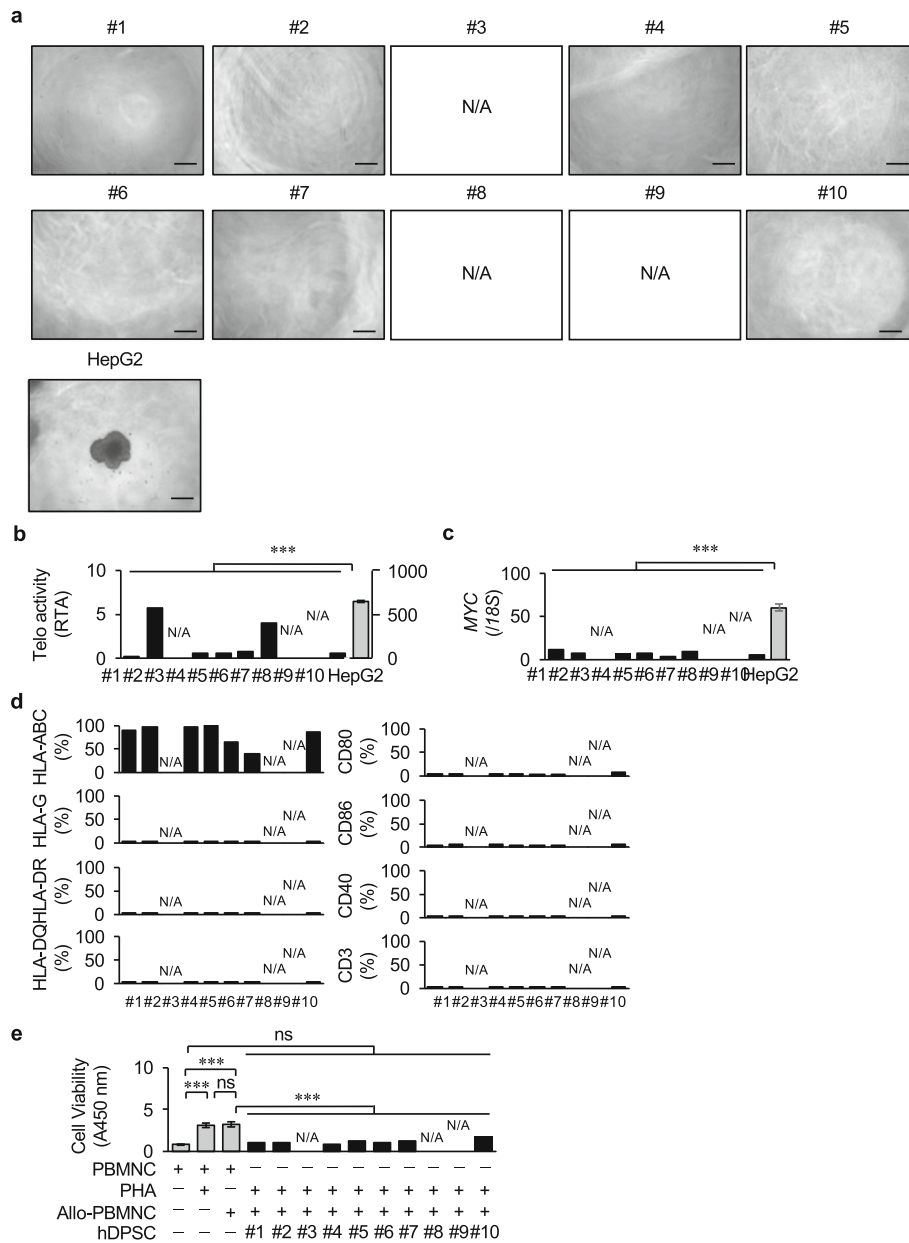 a
#1 #2 #3 #4 #5
N/A
#6 #7 #8 #9 #10
N/A N/A
HepG2
b
Telo activity
(RTA)
10
5
0
***
N/A
N/A
N/A
1000
500
0
#1 #2 #3 #4 #5 #6 #7 #8 #9 #10 HepG2
c
MYC
(/18S)
100
50
0
***
N/A
N/A
N/A
#1 #2 #3 #4 #5 #6 #7 #8 #9 #10 HepG2
d
HLA-ABC
(%)
100
50
0
N/A
N/A
N/A
HLA-G
(%)
100
50
0
N/A
N/A
N/A
HLA-DR
(%)
100
50
0
N/A
N/A
N/A
HLA-DQ
(%)
100
50
0
N/A
N/A
N/A
#1 #2 #3 #4 #5 #6 #7 #8 #9 #10
CD80
(%)
100
50
0
N/A
N/A
N/A
CD86
(%)
100
50
0
N/A
N/A
N/A
CD40
(%)
100
50
0
N/A
N/A
N/A
CD3
(%)
100
50
0
N/A
N/A
N/A
#1 #2 #3 #4 #5 #6 #7 #8 #9 #10
e
Cell Viability
(A450 nm)
10
5
0
ns
***
*** ns
***
N/A
N/A
N/A
PBMNC + + + – – – – – – – – – –
PHA – + – + + + + + + + + + +
Allo-PBMNC – – + + + + + + + + + + +
hDPSC – – – #1 #2 #3 #4 #5 #6 #7 #8 #9 #10